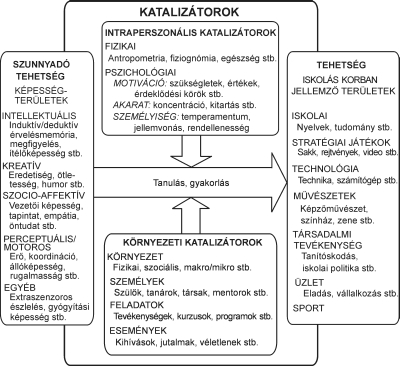 KATALIZÁTOROK
SZUNNYADÓ
TEHETSÉG
KÉPESSÉG-
TERÜLETEK
INTELLEKTUÁLIS
Induktív/deduktív
érvelésmemória,
megfigyelés,
ítélőképesség stb.
KREATÍV
Eredetiség, ötle-
tesség, humor stb.
SZOCIO-AFFEKTÍV
Vezetői képesség,
tapintat, empátia,
öntudat stb.
PERCEPTUÁLIS/
MOTOROS
Erő, koordináció,
állóképesség,
rugalmasság stb.
EGYÉB
Extraszenzoros
észlelés, gyógyítási
képesség stb.
INTRAPERSZONÁLIS KATALIZÁTOROK
FIZIKAI
Antropometria, fiziognómia, egészség stb.
PSZICHOLÓGIAI
MOTIVÁCIÓ: szükségletek, értékek,
érdeklődési körök stb.
AKARAT: koncentráció, kitartás stb.
SZEMÉLYISÉG: temperamentum,
jellemvonás, rendellenesség
Tanulás, gyakorlás
KÖRNYEZETI KATALIZÁTOROK
KÖRNYEZET
Fizikai, szociális, makro/mikro stb.
SZEMÉLYEK
Szülők, tanárok, társak, mentorok stb.
FELADATOK
Tevékenységek, kurzusok, programok stb.
ESEMÉNYEK
Kihívások, jutalmak, véletlenek stb.
TEHETSÉG
ISKOLÁS KORBAN
JELLEMZŐ TERÜLETEK
ISKOLAI
Nyelvek, tudomány stb.
STRATÉGIAI JÁTÉKOK
Sakk, rejtvények, video stb.
TECHNOLÓGIA
Technika, számítógép stb.
MŰVÉSZETEK
Képzőművészet,
színház, zene stb.
TÁRSADALMI
TEVÉKENYSÉG
Tanítóskodás,
iskolai politika stb.
ÜZLET
Eladás, vállalkozás stb.
SPORT